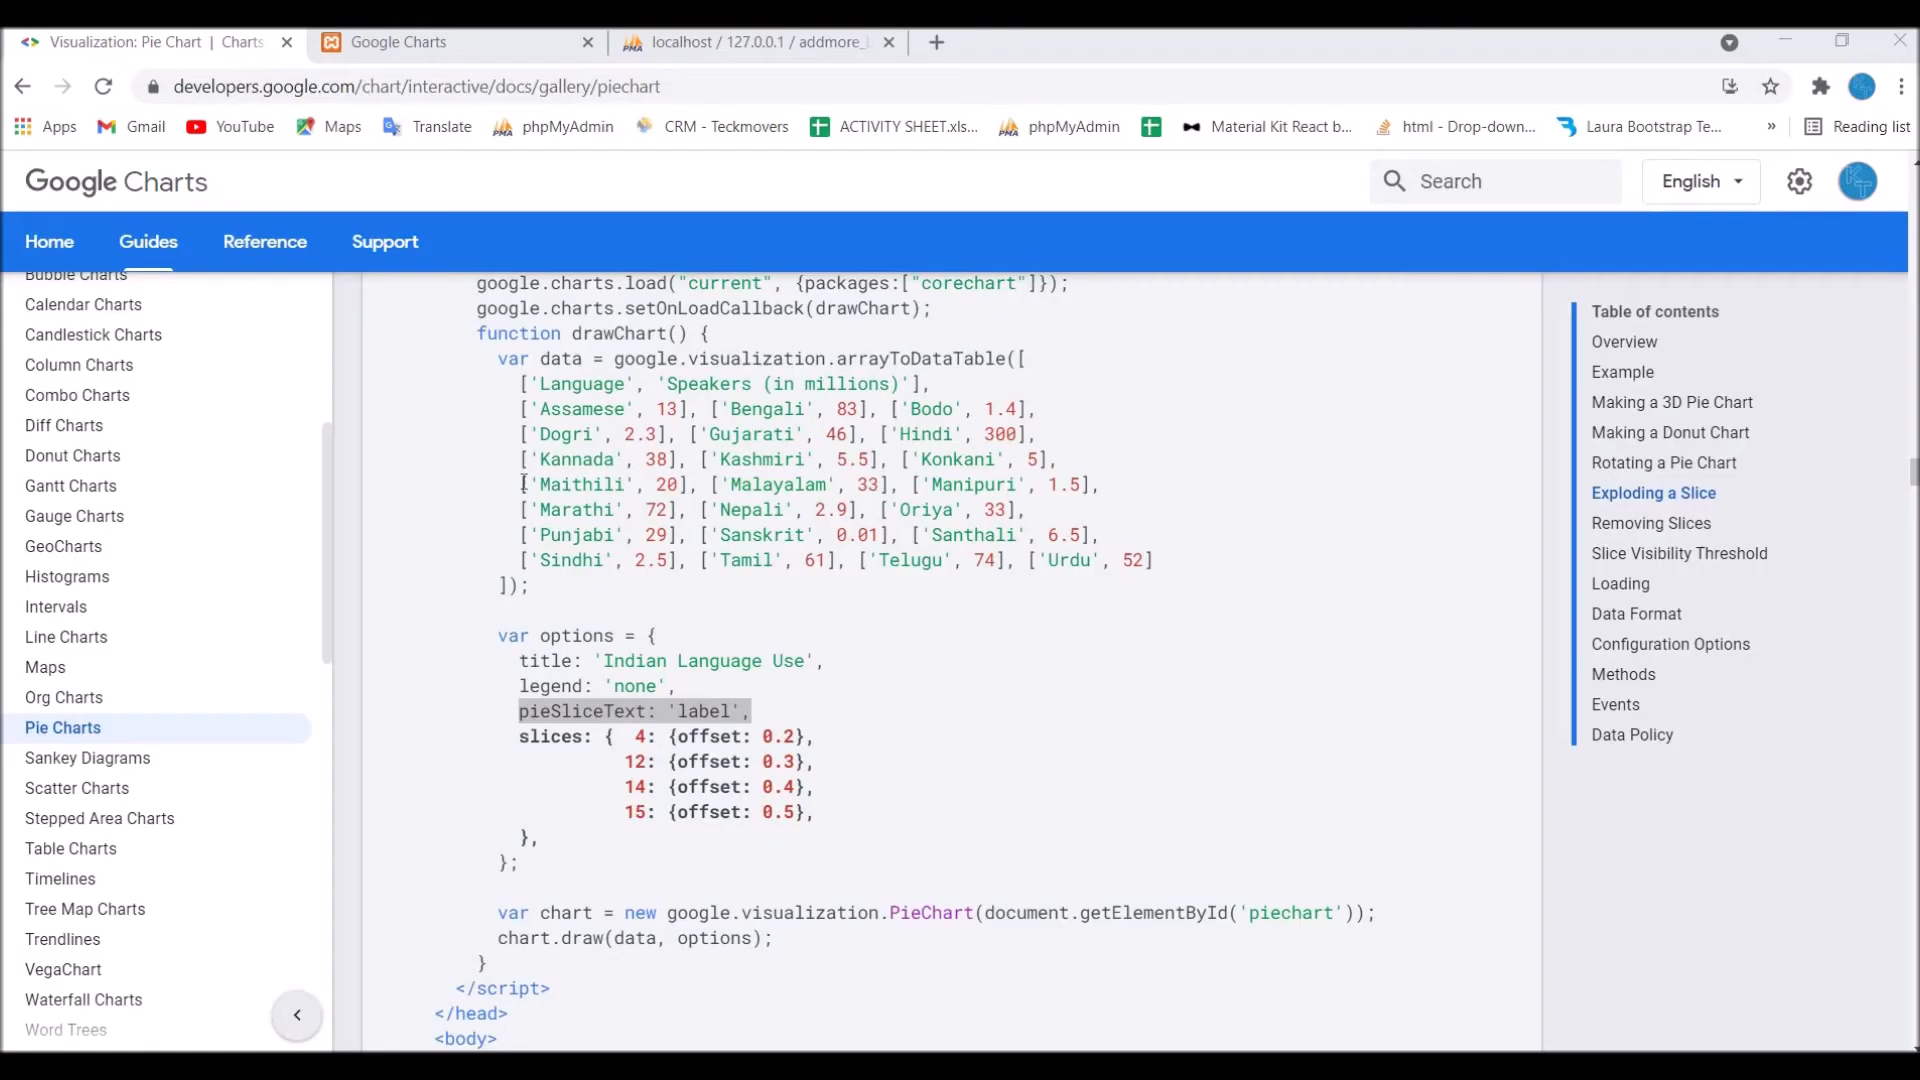 Visualization: Pie Chart | Charts
Google Charts
localhost / 127.0.0.1 / addmore_
developers.google.com/chart/interactive/docs/gallery/piechart
Apps
Gmail
YouTube
Maps
Translate
phpMyAdmin
CRM - Teckmovers
ACTIVITY SHEET.xls...
phpMyAdmin
Material Kit React b...
html - Drop-down...
Laura Bootstrap Te...
»
Reading list
Google Charts
Search
English
KT
Home
Guides
Reference
Support
Bubble Charts
Calendar Charts
Candlestick Charts
Column Charts
Combo Charts
Diff Charts
Donut Charts
Gantt Charts
Gauge Charts
GeoCharts
Histograms
Intervals
Line Charts
Maps
Org Charts
Pie Charts
Sankey Diagrams
Scatter Charts
Stepped Area Charts
Table Charts
Timelines
Tree Map Charts
Trendlines
VegaChart
Waterfall Charts
Word Trees
google.charts.load("current", {packages:["corechart"]});
google.charts.setOnLoadCallback(drawChart);
function drawChart() {
var data = google.visualization.arrayToDataTable([
['Language', 'Speakers (in millions)'],
['Assamese', 13], ['Bengali', 83], ['Bodo', 1.4],
['Dogri', 2.3], ['Gujarati', 46], ['Hindi', 300],
['Kannada', 38], ['Kashmiri', 5.5], ['Konkani', 5],
['Maithili', 20], ['Malayalam', 33], ['Manipuri', 1.5],
['Marathi', 72], ['Nepali', 2.9], ['Oriya', 33],
['Punjabi', 29], ['Sanskrit', 0.01], ['Santhali', 6.5],
['Sindhi', 2.5], ['Tamil', 61], ['Telugu', 74], ['Urdu', 52]
]);
var options = {
title: 'Indian Language Use',
legend: 'none',
pieSliceText: 'label',
slices: {  4: {offset: 0.2},
12: {offset: 0.3},
14: {offset: 0.4},
15: {offset: 0.5},
},
};
var chart = new google.visualization.PieChart(document.getElementById('piechart'));
chart.draw(data, options);
}
</script>
</head>
<body>
Table of contents
Overview
Example
Making a 3D Pie Chart
Making a Donut Chart
Rotating a Pie Chart
Exploding a Slice
Removing Slices
Slice Visibility Threshold
Loading
Data Format
Configuration Options
Methods
Events
Data Policy